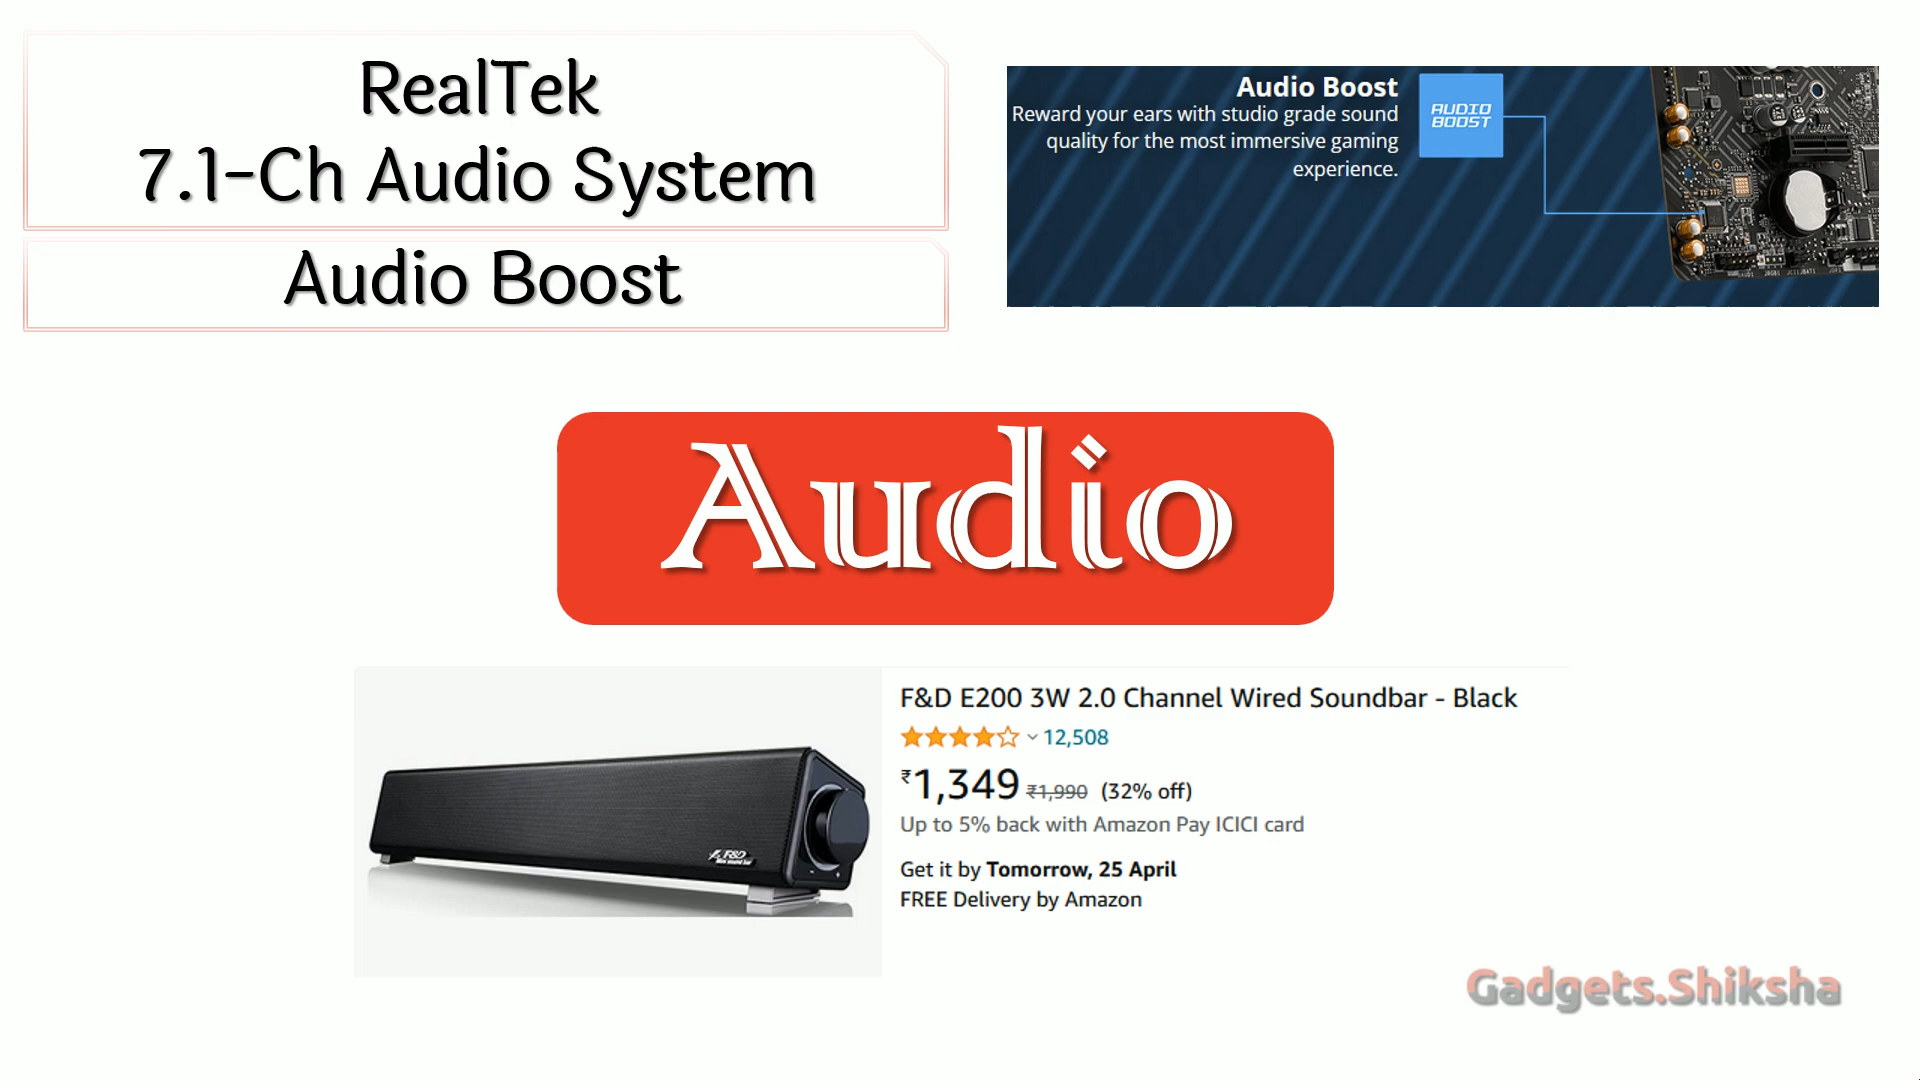 RealTek
7.1-Ch Audio System
Audio Boost
Audio Boost
Reward your ears with studio grade sound
quality for the most immersive gaming
experience.
AUDIO
BOOST
Audio
F&D E200 3W 2.0 Channel Wired Soundbar - Black
12,508
₹1,349 ₹1,990 (32% off)
Up to 5% back with Amazon Pay ICICI card
Get it by Tomorrow, 25 April
FREE Delivery by Amazon
F&D
Gadgets.Shiksha